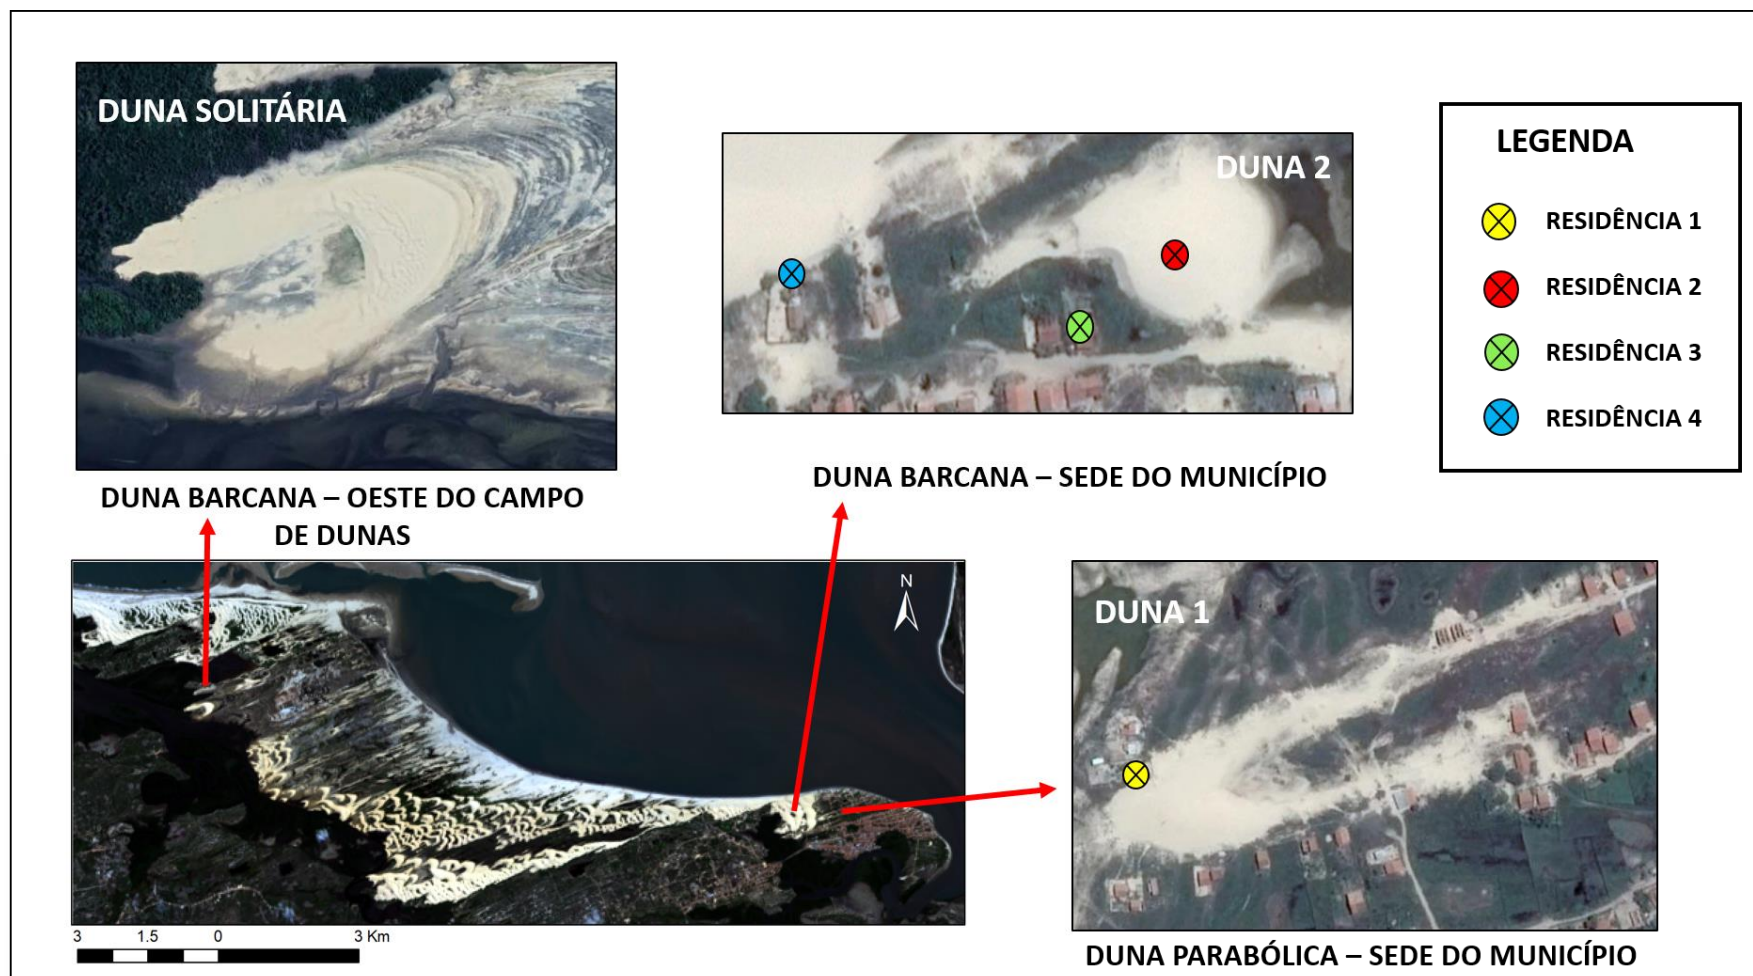 DUNA SOLITÁRIA
DUNA 2
LEGENDA
RESIDÊNCIA 1
RESIDÊNCIA 2
RESIDÊNCIA 3
RESIDÊNCIA 4
DUNA BARCANA – OESTE DO CAMPO
DE DUNAS
DUNA BARCANA – SEDE DO MUNICÍPIO
N
DUNA 1
3 1.5 0 3 Km
DUNA PARABÓLICA – SEDE DO MUNICÍPIO